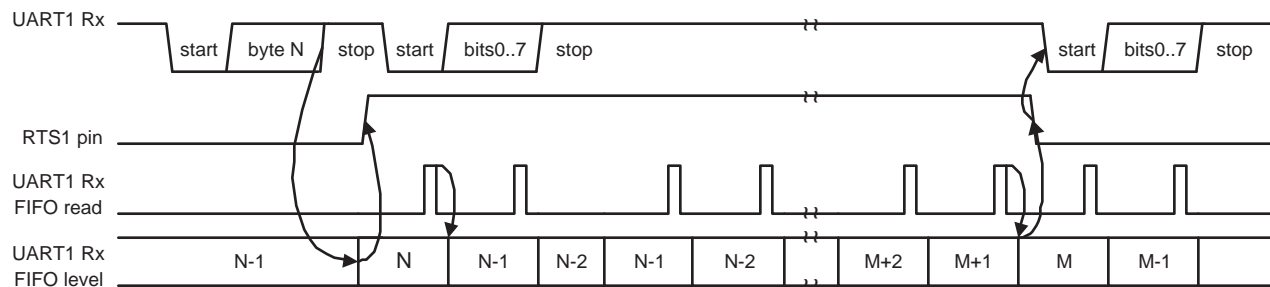 UART1 Rx
start byte N stop start bits0..7 stop start bits0..7 stop
RTS1 pin
UART1 Rx
FIFO read
UART1 Rx
FIFO level
N-1 N N-1 N-2 N-1 N-2 M+2 M+1 M M-1